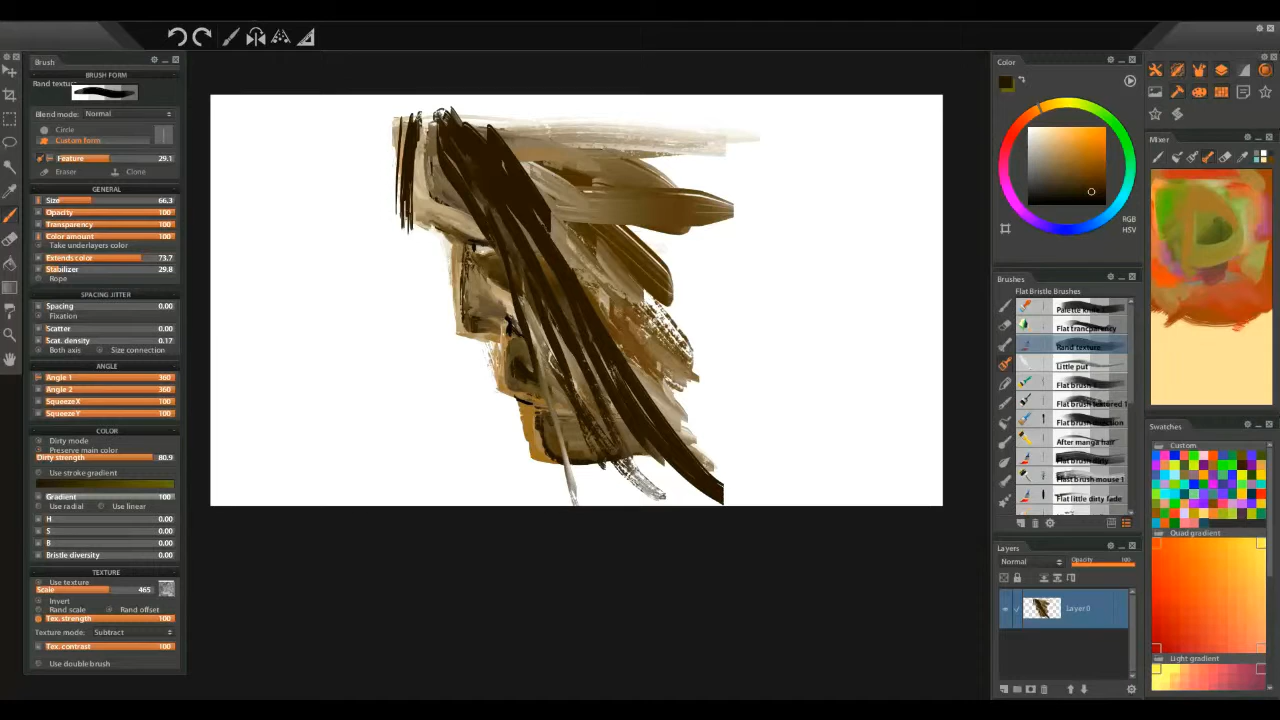 Brush
BRUSH FORM
Rand texture
Blend mode: Normal
Circle
Custom form
Feature 29.1
Eraser Clone
GENERAL
Size 66.3
Opacity 100
Transparency 100
Color amount 100
Take underlayers color
Extends color 73.7
Stabilizer 29.8
Rope
SPACING JITTER
Spacing 0.00
Fixation
Scatter 0.00
Scat. density 0.17
Both axis Size connection
ANGLE
Angle 1 360
Angle 2 360
SqueezeX 100
SqueezeY 100
COLOR
Dirty mode
Preserve main color
Dirty strength 80.9
Use stroke gradient
Gradient 100
Use radial Use linear
H 0.00
S 0.00
B 0.00
Bristle diversity 0.00
TEXTURE
Use texture
Scale 465
Invert
Rand scale Rand offset
Tex. strength 100
Texture mode: Subtract
Tex. contrast 100
Use double brush
Color
RGB
HSV
Brushes
Flat Bristle Brushes
Flat transparency
Rand texture
Little put
After manga hair
Flat little dirty fade
Layers
Normal
Opacity 100
Layer0
Mixer
Swatches
Custom
Quad gradient
Light gradient